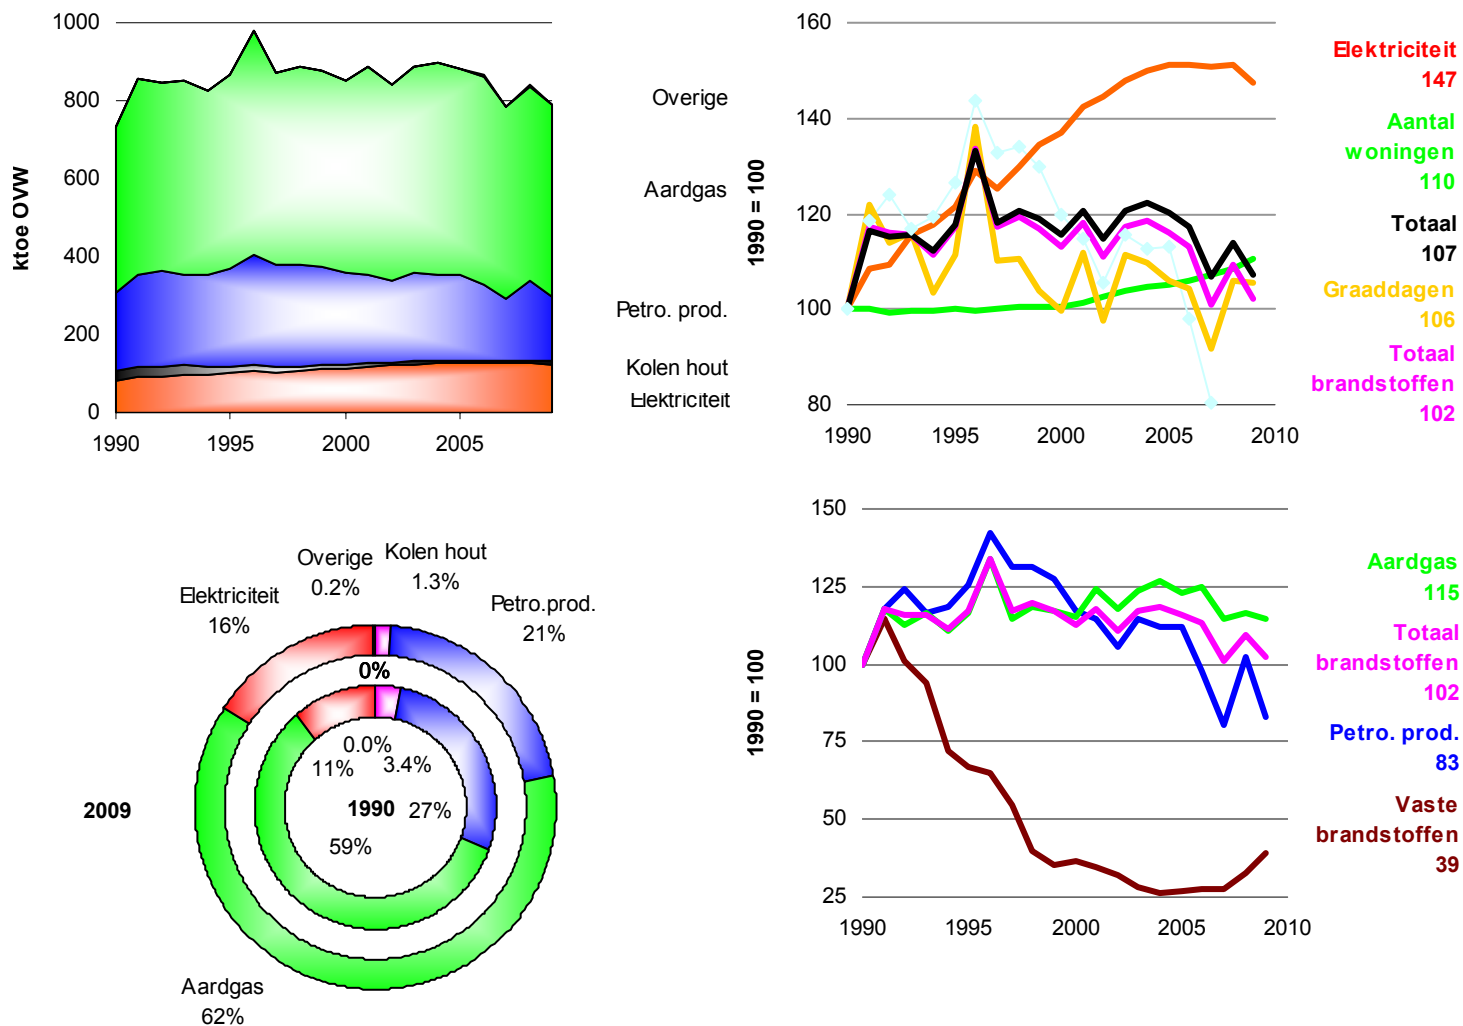 1000
800
600
400
200
0
ktoe OVW
1990
1995
2000
2005
Overige
Aardgas
Petro. prod.
Kolen hout
Elektriciteit
160
140
120
100
80
1990 = 100
1990
1995
2000
2005
2010
Elektriciteit
147
Aantal
woningen
110
Totaal
107
Graaddagen
106
Totaal
brandstoffen
102
Overige
0.2%
Kolen hout
1.3%
Elektriciteit
16%
Petro.prod.
21%
0%
0.0%
11%
3.4%
1990
27%
59%
2009
Aardgas
62%
150
125
100
75
50
25
1990 = 100
1990
1995
2000
2005
2010
Aardgas
115
Totaal
brandstoffen
102
Petro. prod.
83
Vaste
brandstoffen
39